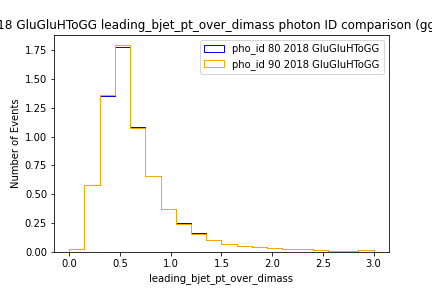 18 GluGluHToGG leading_bjet_pt_over_dimass photon ID comparison (gg
pho_id 80 2018 GluGluHToGG
pho_id 90 2018 GluGluHToGG
Number of Events
1.75
1.50
1.25
1.00
0.75
0.50
0.25
0.00
0.0 0.5 1.0 1.5 2.0 2.5 3.0
leading_bjet_pt_over_dimass